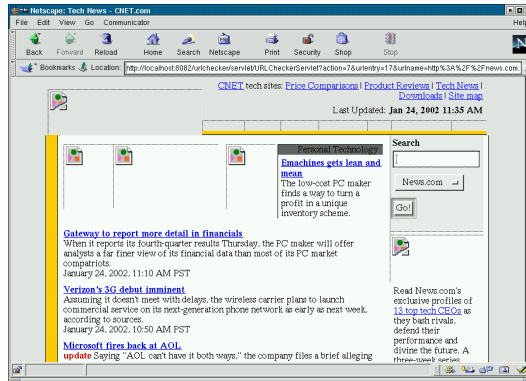 Netscape: Tech News - CNET.com
File Edit View Go Communicator Help
Back Forward Reload Home Search Netscape Print Security Shop Stop
Bookmarks Location: http://localhost:8082/urlchecker/servlet/URLCheckerServlet?action=7&urlentry=17&urlname=http%3A%2F%2Fnews.com.
CNET tech sites: Price Comparisons | Product Reviews | Tech News |
Downloads | Site map
Last Updated: Jan 24, 2002 11:35 AM
Personal Technology
Emachines gets lean and
mean
The low-cost PC maker
finds a way to turn a
profit in a unique
inventory scheme.
Search
News.com
Go!
Gateway to report more detail in financials
When it reports its fourth-quarter results Thursday, the PC maker will offer
analysts a far finer view of its financial data than most of its PC market
compatriots.
January 24, 2002, 11:10 AM PST
Verizon's 3G debut imminent
Assuming it doesn't meet with delays, the wireless carrier plans to launch
commercial service on its next-generation phone network as early as next week,
according to sources.
January 24, 2002, 10:50 AM PST
Microsoft fires back at AOL
update Saying "AOL can't have it both ways," the company files a brief alleging
Read News.com's
exclusive profiles of
13 top tech CEOs as
they bash rivals,
defend their
performance and
divine the future. A
three-week series